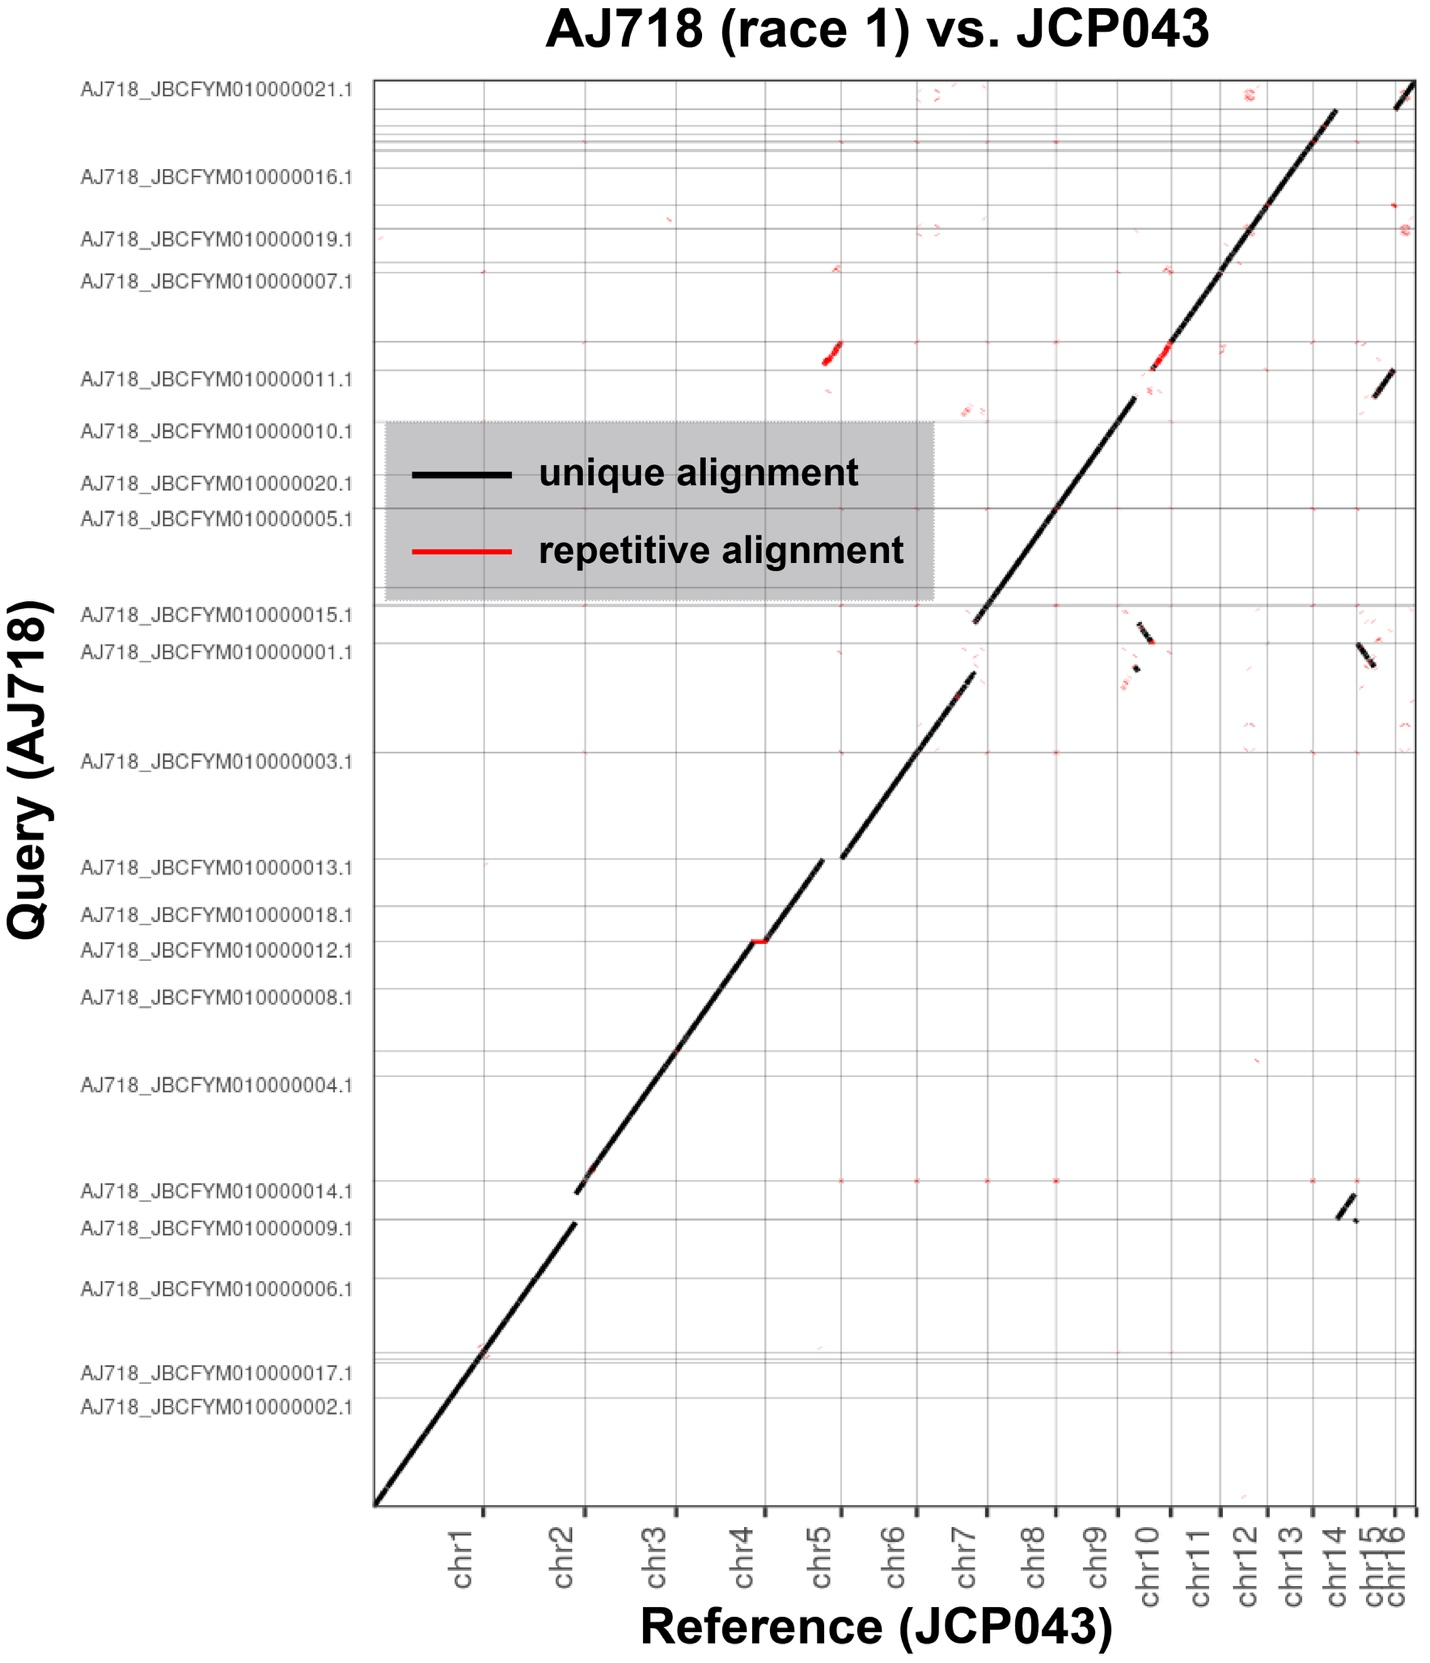 AJ718 (race 1) vs. JCP043
AJ718_JBCFYM010000021.1
AJ718_JBCFYM010000016.1
AJ718_JBCFYM010000019.1
AJ718_JBCFYM010000007.1
AJ718_JBCFYM010000011.1
AJ718_JBCFYM010000010.1
AJ718_JBCFYM010000020.1
AJ718_JBCFYM010000005.1
AJ718_JBCFYM010000015.1
AJ718_JBCFYM010000001.1
AJ718_JBCFYM010000003.1
AJ718_JBCFYM010000013.1
AJ718_JBCFYM010000018.1
AJ718_JBCFYM010000012.1
AJ718_JBCFYM010000008.1
AJ718_JBCFYM010000004.1
AJ718_JBCFYM010000014.1
AJ718_JBCFYM010000009.1
AJ718_JBCFYM010000006.1
AJ718_JBCFYM010000017.1
AJ718_JBCFYM010000002.1
Query (AJ718)
unique alignment
repetitive alignment
chr1
chr2
chr3
chr4
chr5
chr6
chr7
chr8
chr9
chr10
chr11
chr12
chr13
chr14
chr15
chr16
Reference (JCP043)